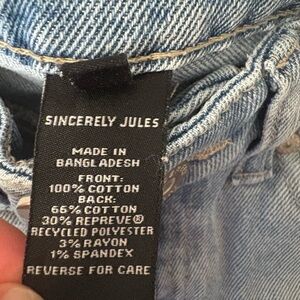 SINCERELY JULES
MADE IN
BANGLADESH
FRONT:
100% COTTON
BACK:
66% COTTON
30% REPREVE®
RECYCLED POLYESTER
3% RAYON
1% SPANDEX
REVERSE FOR CARE